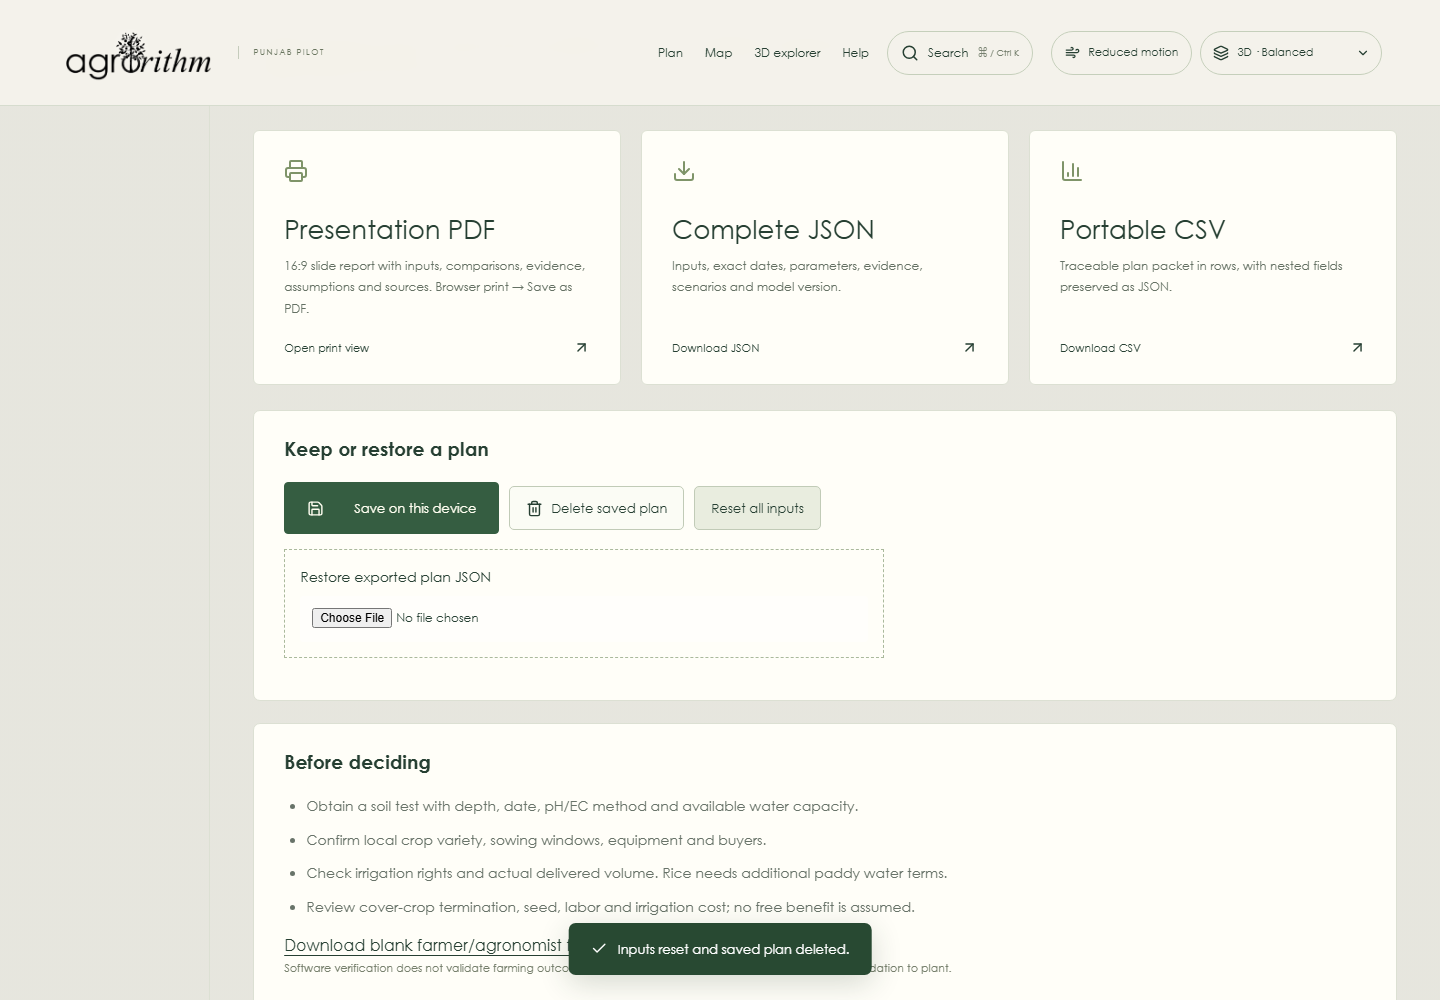 agrorithm
PUNJAB PILOT
Plan
Map
3D explorer
Help
Search ⌘ / Ctrl K
Reduced motion
3D · Balanced
Presentation PDF
16:9 slide report with inputs, comparisons, evidence,
assumptions and sources. Browser print → Save as
PDF.
Open print view
Complete JSON
Inputs, exact dates, parameters, evidence,
scenarios and model version.
Download JSON
Portable CSV
Traceable plan packet in rows, with nested fields
preserved as JSON.
Download CSV
Keep or restore a plan
Save on this device
Delete saved plan
Reset all inputs
Restore exported plan JSON
Choose File No file chosen
Before deciding
• Obtain a soil test with depth, date, pH/EC method and available water capacity.
• Confirm local crop variety, sowing windows, equipment and buyers.
• Check irrigation rights and actual delivered volume. Rice needs additional paddy water terms.
• Review cover-crop termination, seed, labor and irrigation cost; no free benefit is assumed.
Download blank farmer/agronomist
Software verification does not validate farming to plant.
Inputs reset and saved plan deleted.